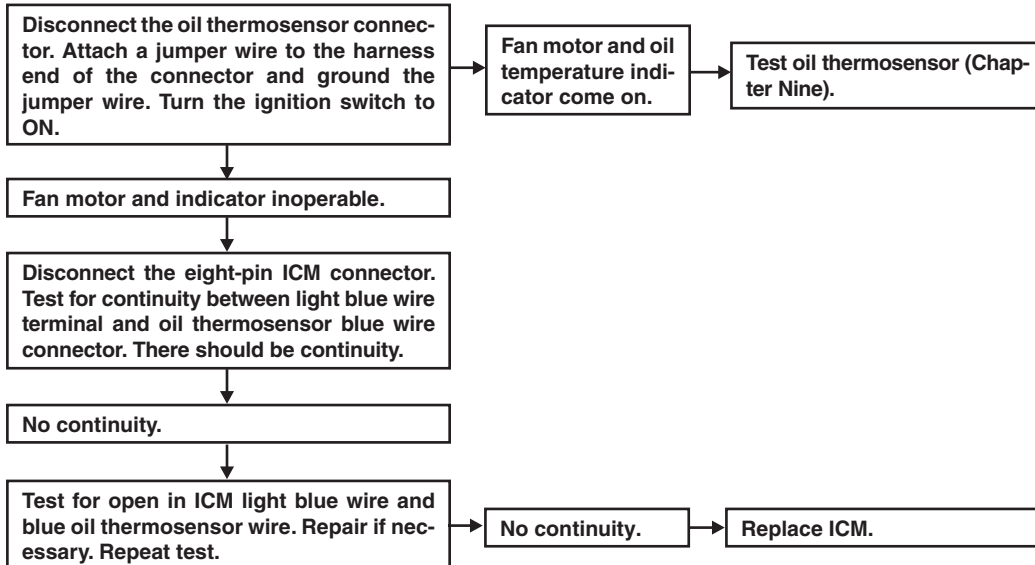 Disconnect the oil thermosensor connec-
tor. Attach a jumper wire to the harness
end of the connector and ground the
jumper wire. Turn the ignition switch to
ON.
Fan motor and oil
temperature indi-
cator come on.
Test oil thermosensor (Chap-
ter Nine).
Fan motor and indicator inoperable.
Disconnect the eight-pin ICM connector.
Test for continuity between light blue wire
terminal and oil thermosensor blue wire
connector. There should be continuity.
No continuity.
Test for open in ICM light blue wire and
blue oil thermosensor wire. Repair if nec-
essary. Repeat test.
No continuity.
Replace ICM.